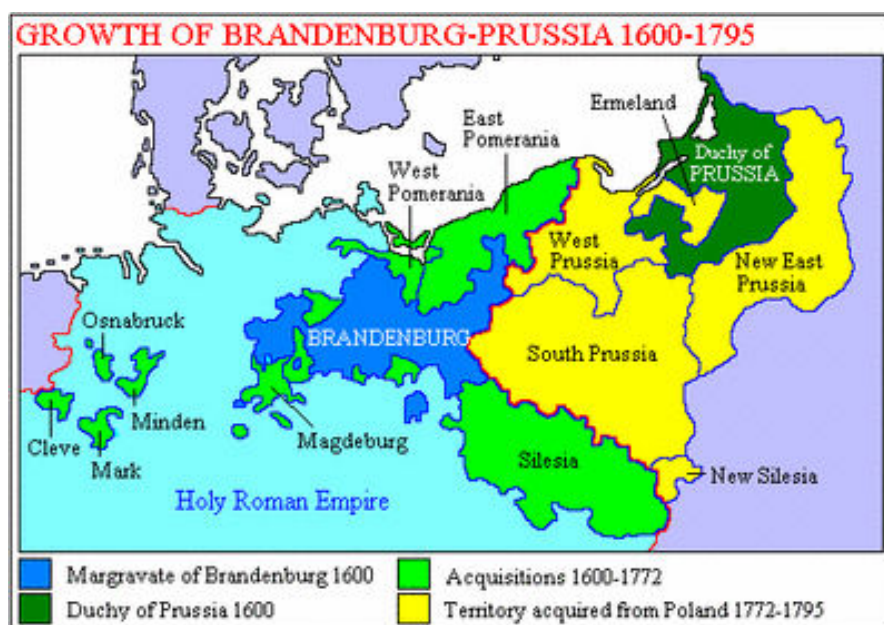 GROWTH OF BRANDENBURG-PRUSSIA 1600-1795
Ermeland
East
Pomerania
West
Pomerania
Duchy of
PRUSSIA
West
Prussia
New East
Prussia
Osnabruck
BRANDENBURG
South Prussia
Minden
Cleve
Mark
Magdeburg
Silesia
New Silesia
Holy Roman Empire
Margravate of Brandenburg 1600
Acquisitions 1600-1772
Duchy of Prussia 1600
Territory acquired from Poland 1772-1795